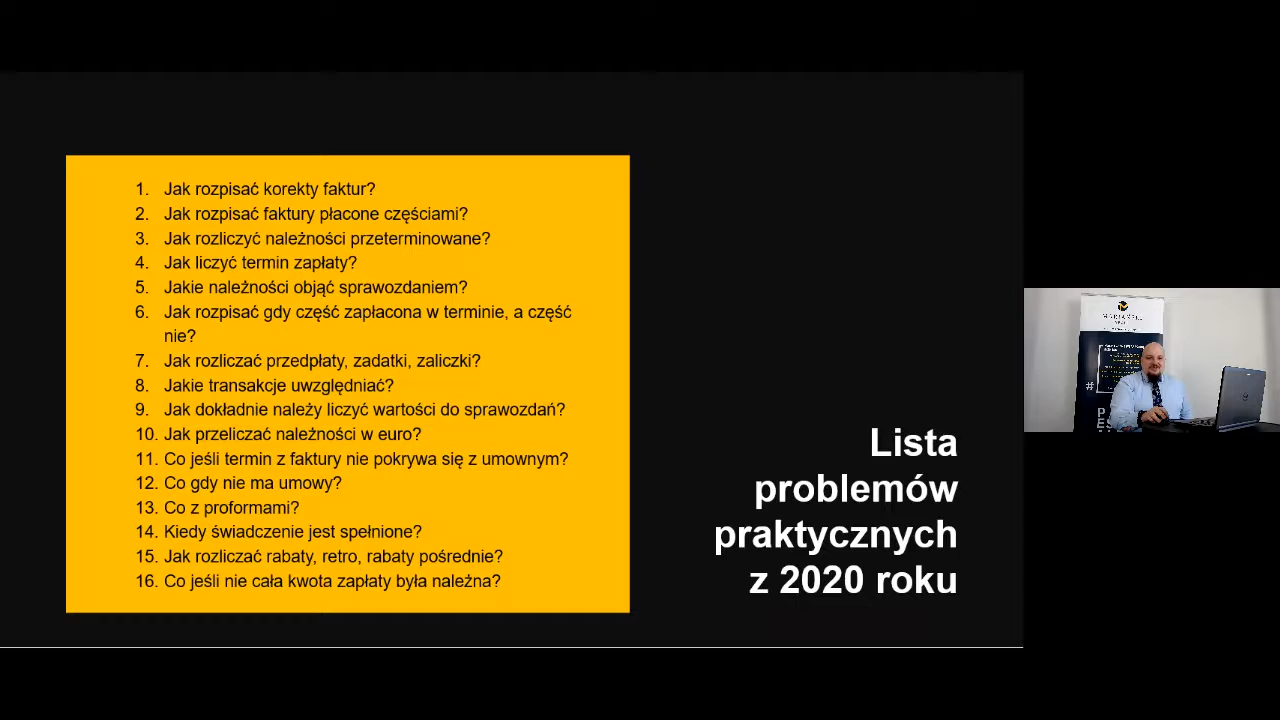 1. Jak rozpisać korekty faktur?
2. Jak rozpisać faktury płacone częściami?
3. Jak rozliczyć należności przeterminowane?
4. Jak liczyć termin zapłaty?
5. Jakie należności objąć sprawozdaniem?
6. Jak rozpisać gdy część zapłacona w terminie, a część
nie?
7. Jak rozliczać przedpłaty, zadatki, zaliczki?
8. Jakie transakcje uwzględniać?
9. Jak dokładnie należy liczyć wartości do sprawozdań?
10. Jak przeliczać należności w euro?
11. Co jeśli termin z faktury nie pokrywa się z umownym?
12. Co gdy nie ma umowy?
13. Co z proformami?
14. Kiedy świadczenie jest spełnione?
15. Jak rozliczać rabaty, retro, rabaty pośrednie?
16. Co jeśli nie cała kwota zapłaty była należna?
Lista
problemów
praktycznych
z 2020 roku
#